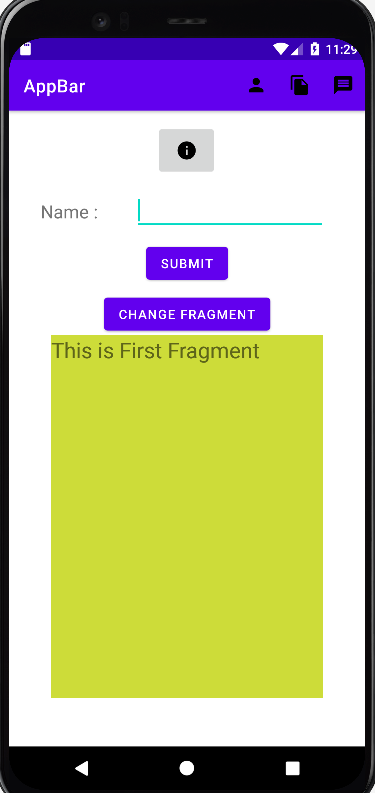 11:29
AppBar
Name :
SUBMIT
CHANGE FRAGMENT
This is First Fragment